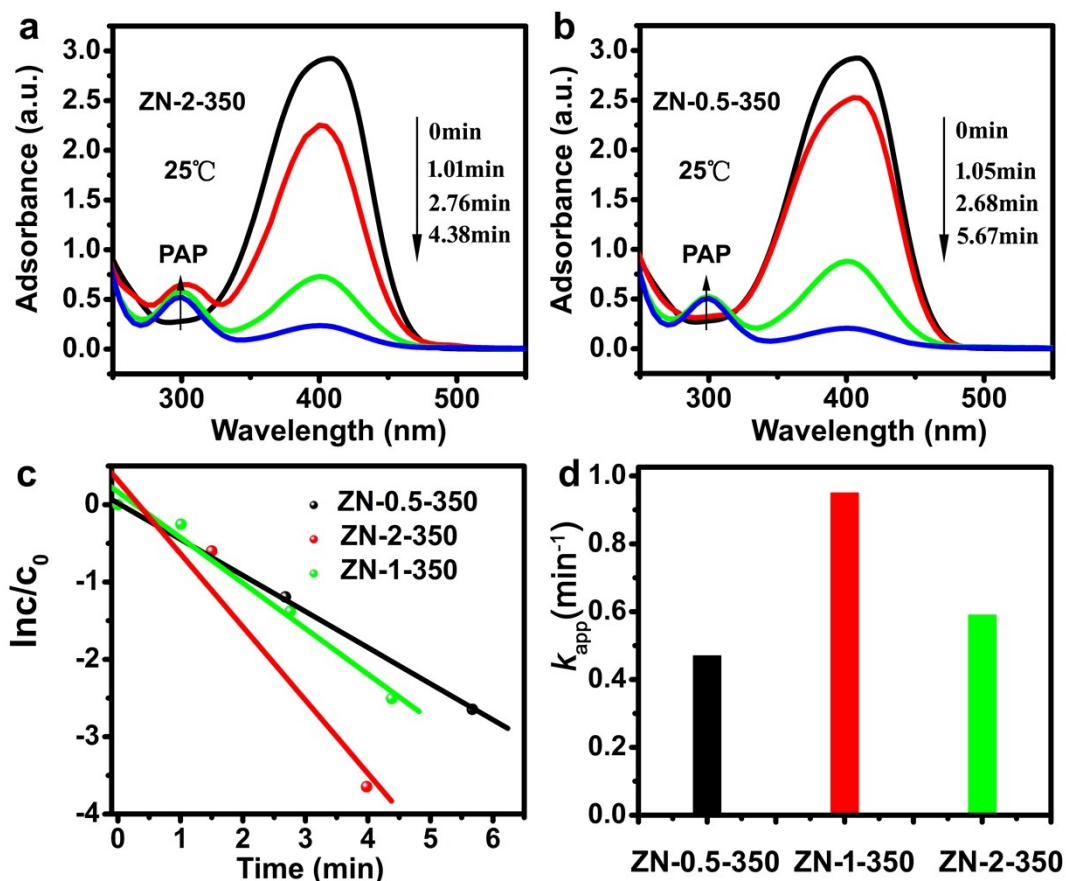 a
3.0
2.5
2.0
1.5
1.0
0.5
0.0
Adsorbance (a.u.)
ZN-2-350
25℃
PAP
0min
1.01min
2.76min
4.38min
300 400 500
Wavelength (nm)
b
3.0
2.5
2.0
1.5
1.0
0.5
0.0
Adsorbance (a.u.)
ZN-0.5-350
25℃
PAP
0min
1.05min
2.68min
5.67min
300 400 500
Wavelength (nm)
c
0
-1
-2
-3
-4
lnc/c0
ZN-0.5-350
ZN-2-350
ZN-1-350
0 1 2 3 4 5 6
Time (min)
d
1.0
0.8
0.6
0.4
0.2
0.0
kapp(min-1)
ZN-0.5-350 ZN-1-350 ZN-2-350